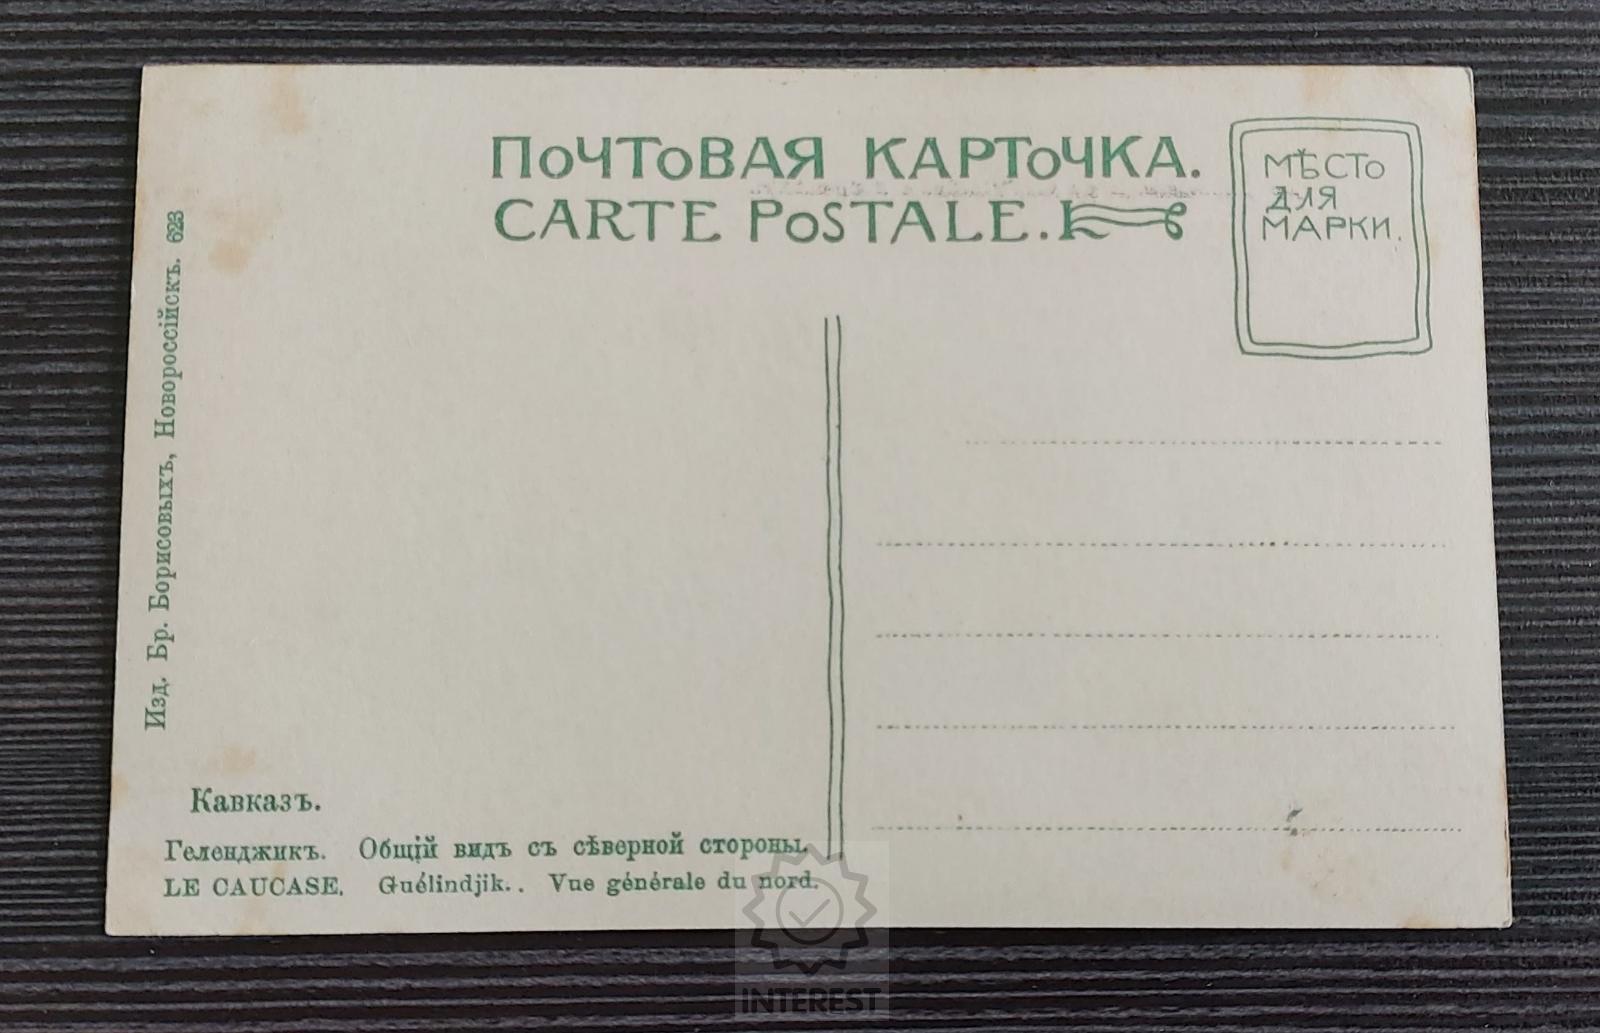 ПОЧТОВАЯ КАРТОЧКА.
CARTE POSTALE.
МѢСТО
ДЛЯ
МАРКИ.
Изд. Бр. Борисовыхъ, Новороссійскъ. 623
Кавказъ.
Геленджикъ. Общій видъ съ сѣверной стороны.
LE CAUCASE. Guélindjik.. Vue générale du nord.
INTEREST